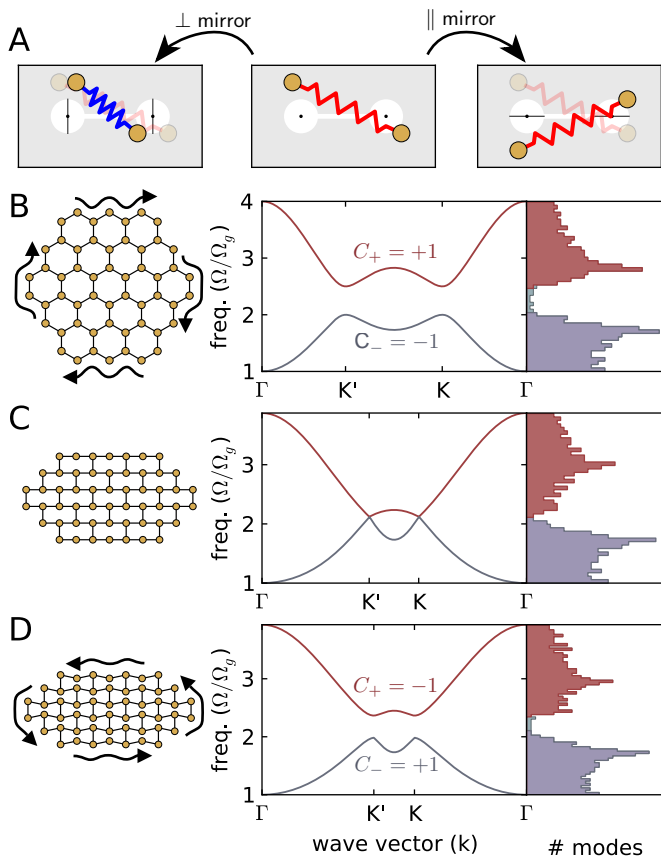 A
⊥ mirror
∥ mirror
B
freq. (Ω/Ω_g)
4
3
2
1
C_+ = +1
C_− = −1
Γ
K'
K
Γ
C
freq. (Ω/Ω_g)
3
2
1
Γ
K'
K
Γ
D
freq. (Ω/Ω_g)
3
2
1
C_+ = −1
C_− = +1
Γ
K'
K
Γ
wave vector (k)
# modes